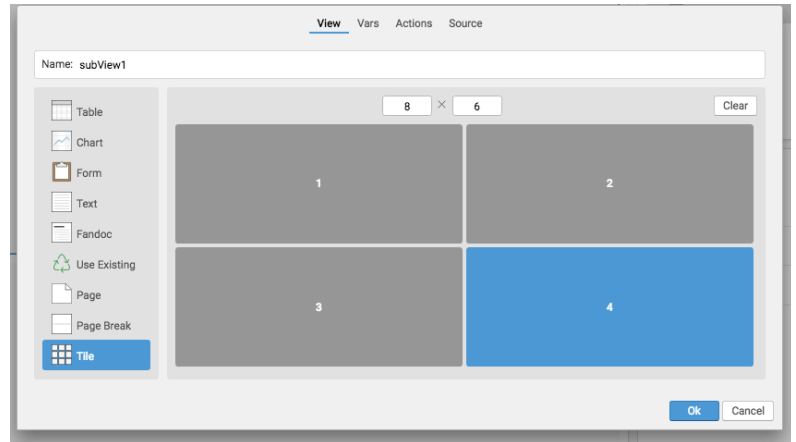 View Vars Actions Source
Name: subView1
Table
Chart
Form
Text
Fandoc
Use Existing
Page
Page Break
Tile
8 × 6 Clear
1 2
3 4
Ok Cancel